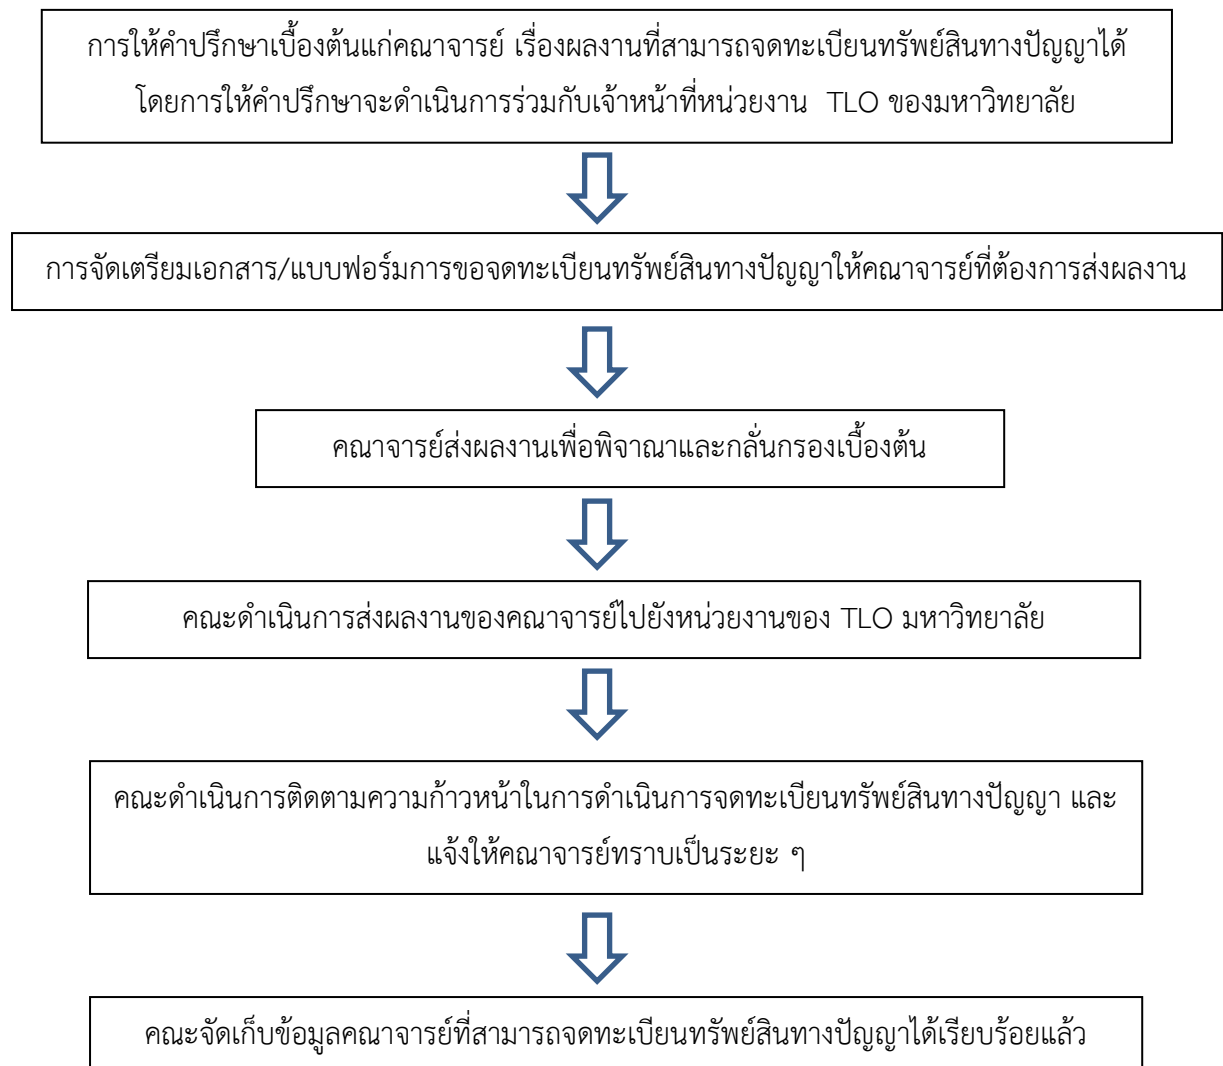 การให้คำปรึกษาเบื้องต้นแก่คณาจารย์ เรื่องผลงานที่สามารถจดทะเบียนทรัพย์สินทางปัญญาได้
โดยการให้คำปรึกษาจะดำเนินการร่วมกับเจ้าหน้าที่หน่วยงาน TLO ของมหาวิทยาลัย
การจัดเตรียมเอกสาร/แบบฟอร์มการขอจดทะเบียนทรัพย์สินทางปัญญาให้คณาจารย์ที่ต้องการส่งผลงาน
คณาจารย์ส่งผลงานเพื่อพิจาณาและกลั่นกรองเบื้องต้น
คณะดำเนินการส่งผลงานของคณาจารย์ไปยังหน่วยงานของ TLO มหาวิทยาลัย
คณะดำเนินการติดตามความก้าวหน้าในการดำเนินการจดทะเบียนทรัพย์สินทางปัญญา และ
แจ้งให้คณาจารย์ทราบเป็นระยะ ๆ
คณะจัดเก็บข้อมูลคณาจารย์ที่สามารถจดทะเบียนทรัพย์สินทางปัญญาได้เรียบร้อยแล้ว